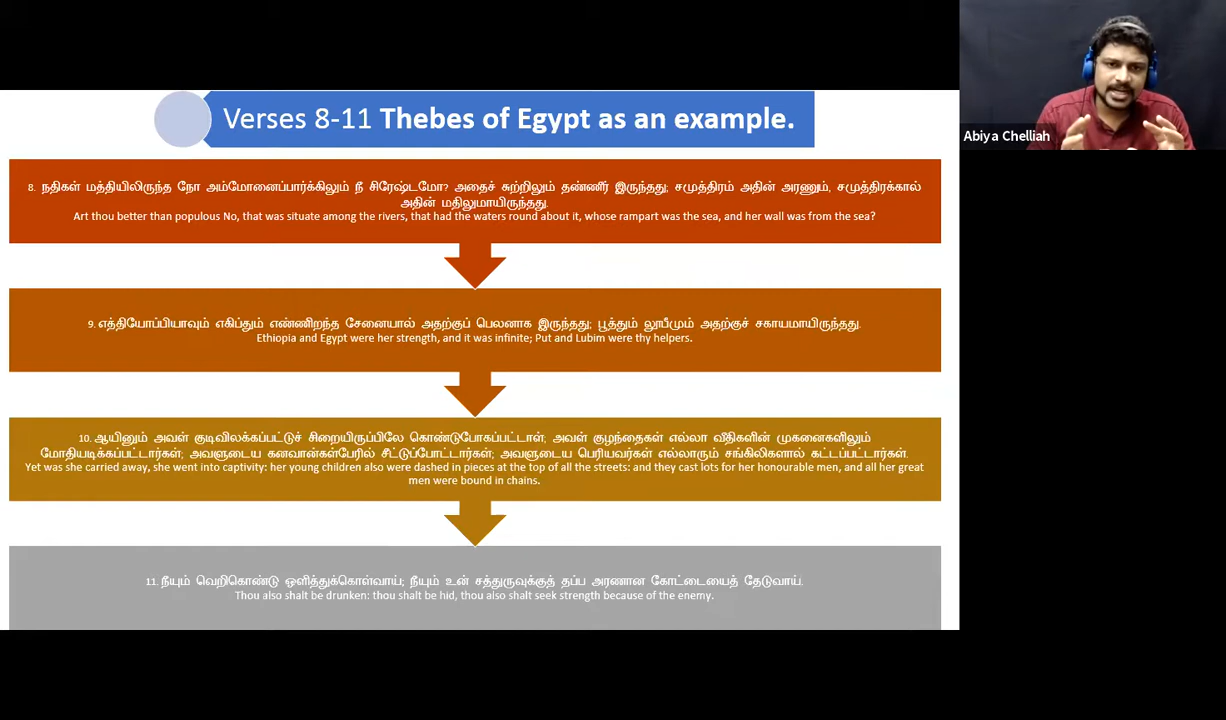 Verses 8-11 Thebes of Egypt as an example.
Abiya Chelliah
8. நதிகள் மத்தியிலிருந்த நோ அம்மோனைப்பார்க்கிலும் நீ சிரேஷ்டமோ? அதைச் சுற்றிலும் தண்ணீர் இருந்தது; சமுத்திரம் அதின் அரணும், சமுத்திரக்கால்
அதின் மதிலுமாயிருந்தது.
Art thou better than populous No, that was situate among the rivers, that had the waters round about it, whose rampart was the sea, and her wall was from the sea?
9. எத்தியோப்பியாவும் எகிப்தும் எண்ணிறந்த சேனையால் அதற்குப் பெலனாக இருந்தது; பூத்தும் லூபீமும் அதற்குச் சகாயமாயிருந்தது.
Ethiopia and Egypt were her strength, and it was infinite; Put and Lubim were thy helpers.
10. ஆயினும் அவள் குடிவிலக்கப்பட்டுச் சிறையிருப்பிலே கொண்டுபோகப்பட்டாள்; அவள் குழந்தைகள் எல்லா வீதிகளின் முகனைகளிலும்
மோதியடிக்கப்பட்டார்கள்; அவளுடைய கனவான்கள்பேரில் சீட்டுப்போட்டார்கள்; அவளுடைய பெரியவர்கள் எல்லாரும் சங்கிலிகளால் கட்டப்பட்டார்கள்.
Yet was she carried away, she went into captivity: her young children also were dashed in pieces at the top of all the streets: and they cast lots for her honourable men, and all her great
men were bound in chains.
11. நீயும் வெறிகொண்டு ஒளித்துக்கொள்வாய்; நீயும் உன் சத்துருவுக்குத் தப்ப அரணான கோட்டையைத் தேடுவாய்.
Thou also shalt be drunken: thou shalt be hid, thou also shalt seek strength because of the enemy.